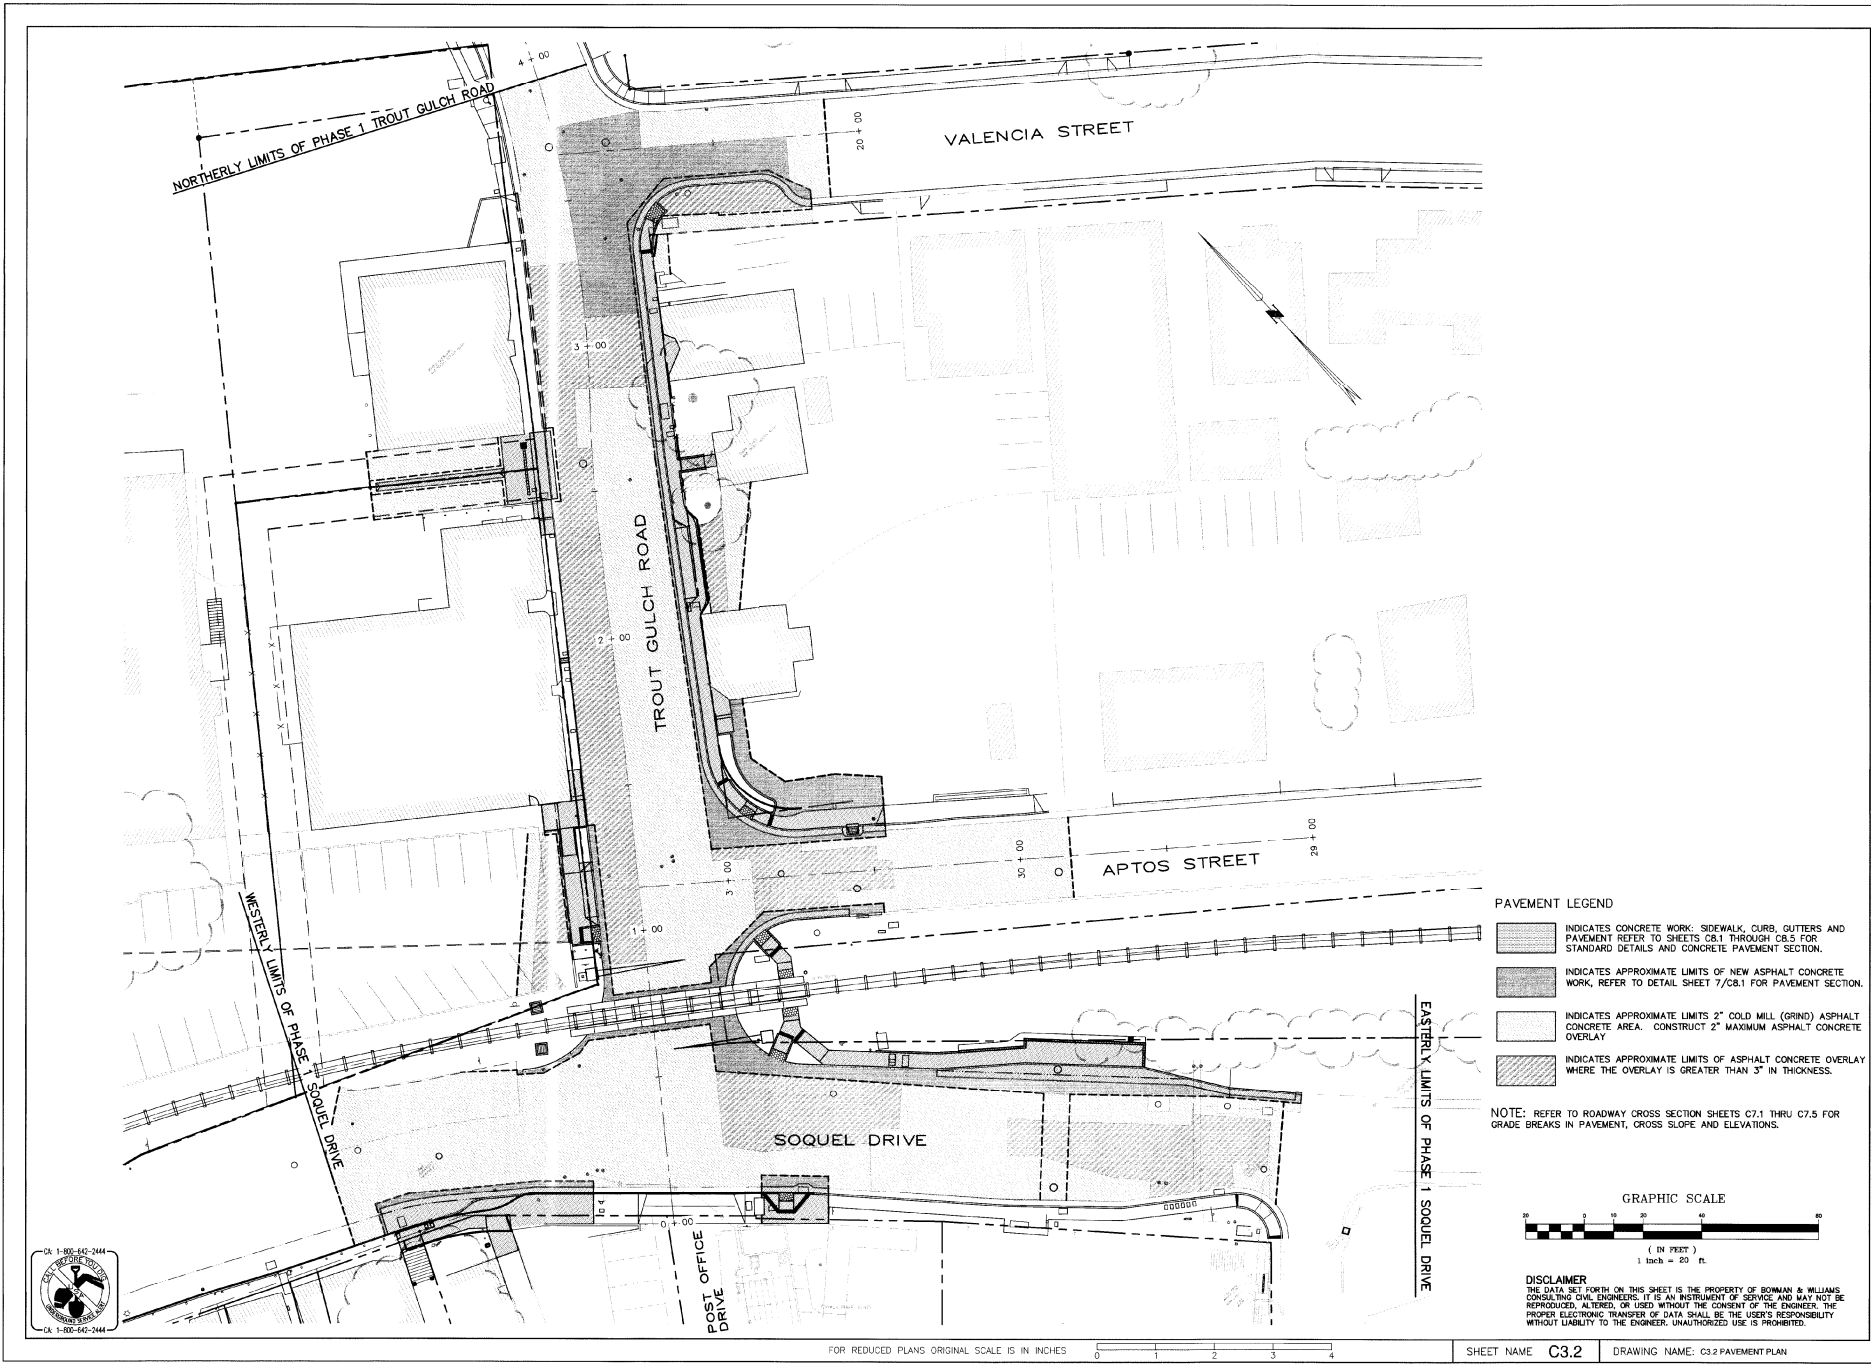 4 + 00
NORTHERLY LIMITS OF PHASE 1 TROUT GULCH ROAD
20 + 00
VALENCIA STREET
N
3 + 00
TROUT GULCH ROAD
2 + 00
29 + 00
30 + 00
APTOS STREET
3 + 00
1 + 00
WESTERLY LIMITS OF PHASE 1 SOQUEL DRIVE
EASTERLY LIMITS OF PHASE 1 SOQUEL DRIVE
SOQUEL DRIVE
0 + 00
POST OFFICE
DRIVE
PAVEMENT LEGEND
INDICATES CONCRETE WORK: SIDEWALK, CURB, GUTTERS AND
PAVEMENT REFER TO SHEETS C8.1 THROUGH C8.5 FOR
STANDARD DETAILS AND CONCRETE PAVEMENT SECTION.
INDICATES APPROXIMATE LIMITS OF NEW ASPHALT CONCRETE
WORK, REFER TO DETAIL SHEET 7/C8.1 FOR PAVEMENT SECTION.
INDICATES APPROXIMATE LIMITS 2" COLD MILL (GRIND) ASPHALT
CONCRETE AREA. CONSTRUCT 2" MAXIMUM ASPHALT CONCRETE
OVERLAY
INDICATES APPROXIMATE LIMITS OF ASPHALT CONCRETE OVERLAY
WHERE THE OVERLAY IS GREATER THAN 3" IN THICKNESS.
NOTE: REFER TO ROADWAY CROSS SECTION SHEETS C7.1 THRU C7.5 FOR
GRADE BREAKS IN PAVEMENT, CROSS SLOPE AND ELEVATIONS.
GRAPHIC SCALE
20 0 10 20 40 80
( IN FEET )
1 inch = 20 ft.
DISCLAIMER
THE DATA SET FORTH ON THIS SHEET IS THE PROPERTY OF BOWMAN & WILLIAMS
CONSULTING CIVIL ENGINEERS. IT IS AN INSTRUMENT OF SERVICE AND MAY NOT BE
REPRODUCED, ALTERED, OR USED WITHOUT THE CONSENT OF THE ENGINEER. THE
PROPER ELECTRONIC TRANSFER OF DATA SHALL BE THE USER'S RESPONSIBILITY
WITHOUT LIABILITY TO THE ENGINEER. UNAUTHORIZED USE IS PROHIBITED.
CA: 1-800-642-2444
CALL BEFORE YOU DIG
UNDERGROUND SERVICE ALERT
CA: 1-800-642-2444
FOR REDUCED PLANS ORIGINAL SCALE IS IN INCHES
0 1 2 3 4
SHEET NAME C3.2
DRAWING NAME: C3.2 PAVEMENT PLAN